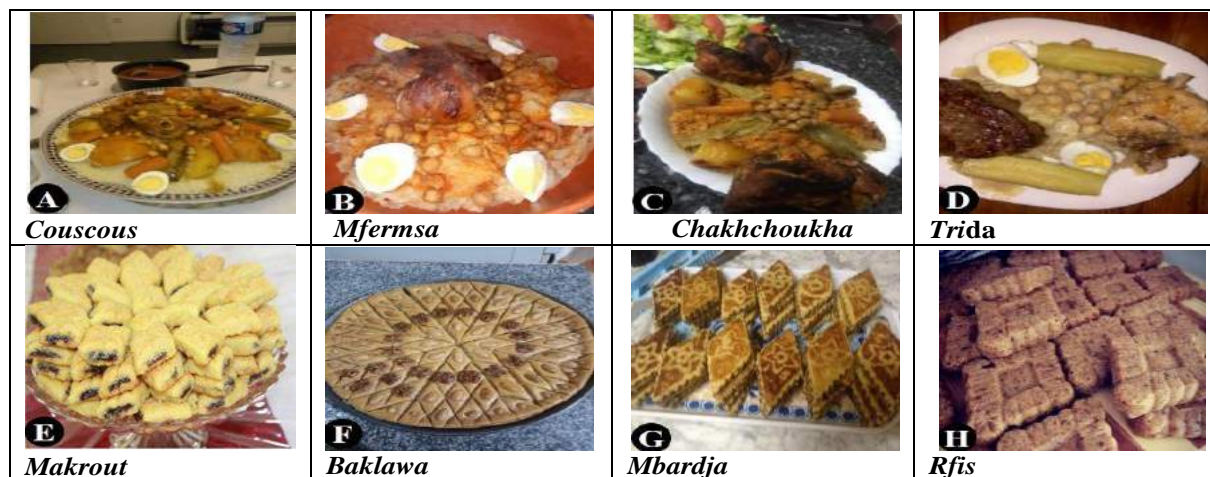 A
B
C
D
Couscous
Mfermsa
Chakhchoukha
Trida
E
F
G
H
Makrout
Baklawa
Mbardja
Rfis